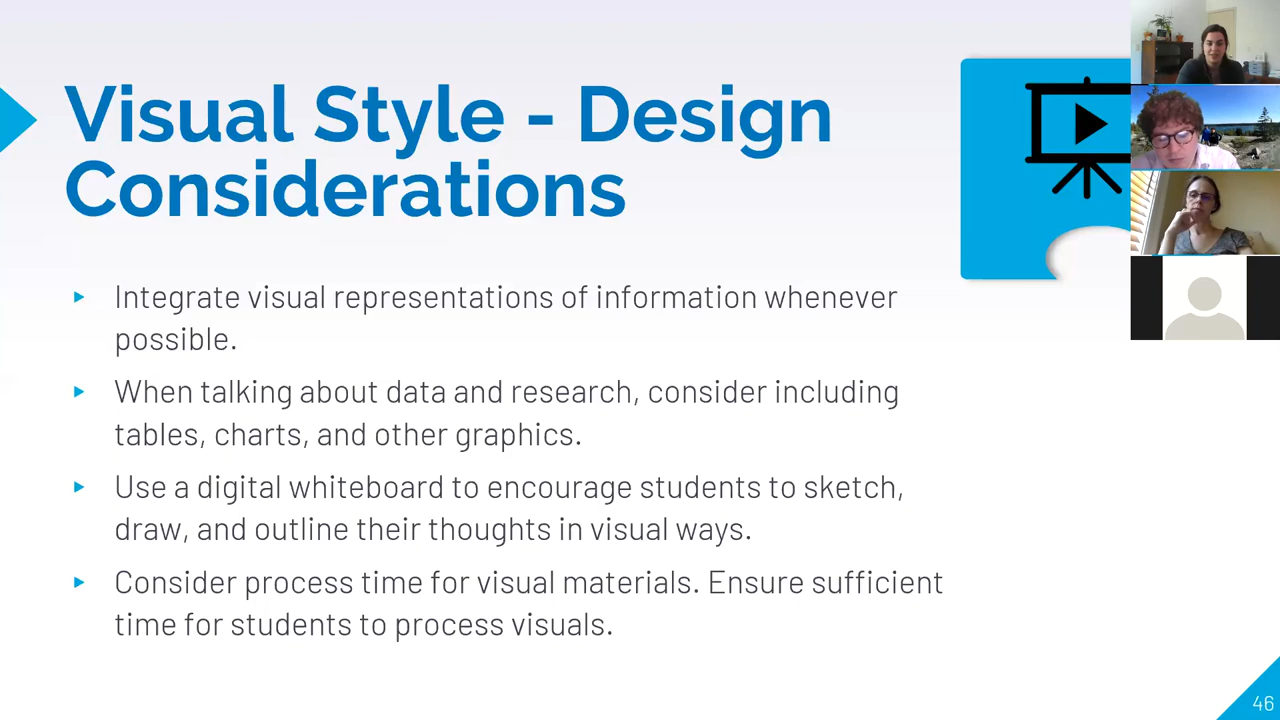 Visual Style - Design
Considerations
Integrate visual representations of information whenever
possible.
When talking about data and research, consider including
tables, charts, and other graphics.
Use a digital whiteboard to encourage students to sketch,
draw, and outline their thoughts in visual ways.
Consider process time for visual materials. Ensure sufficient
time for students to process visuals.
46